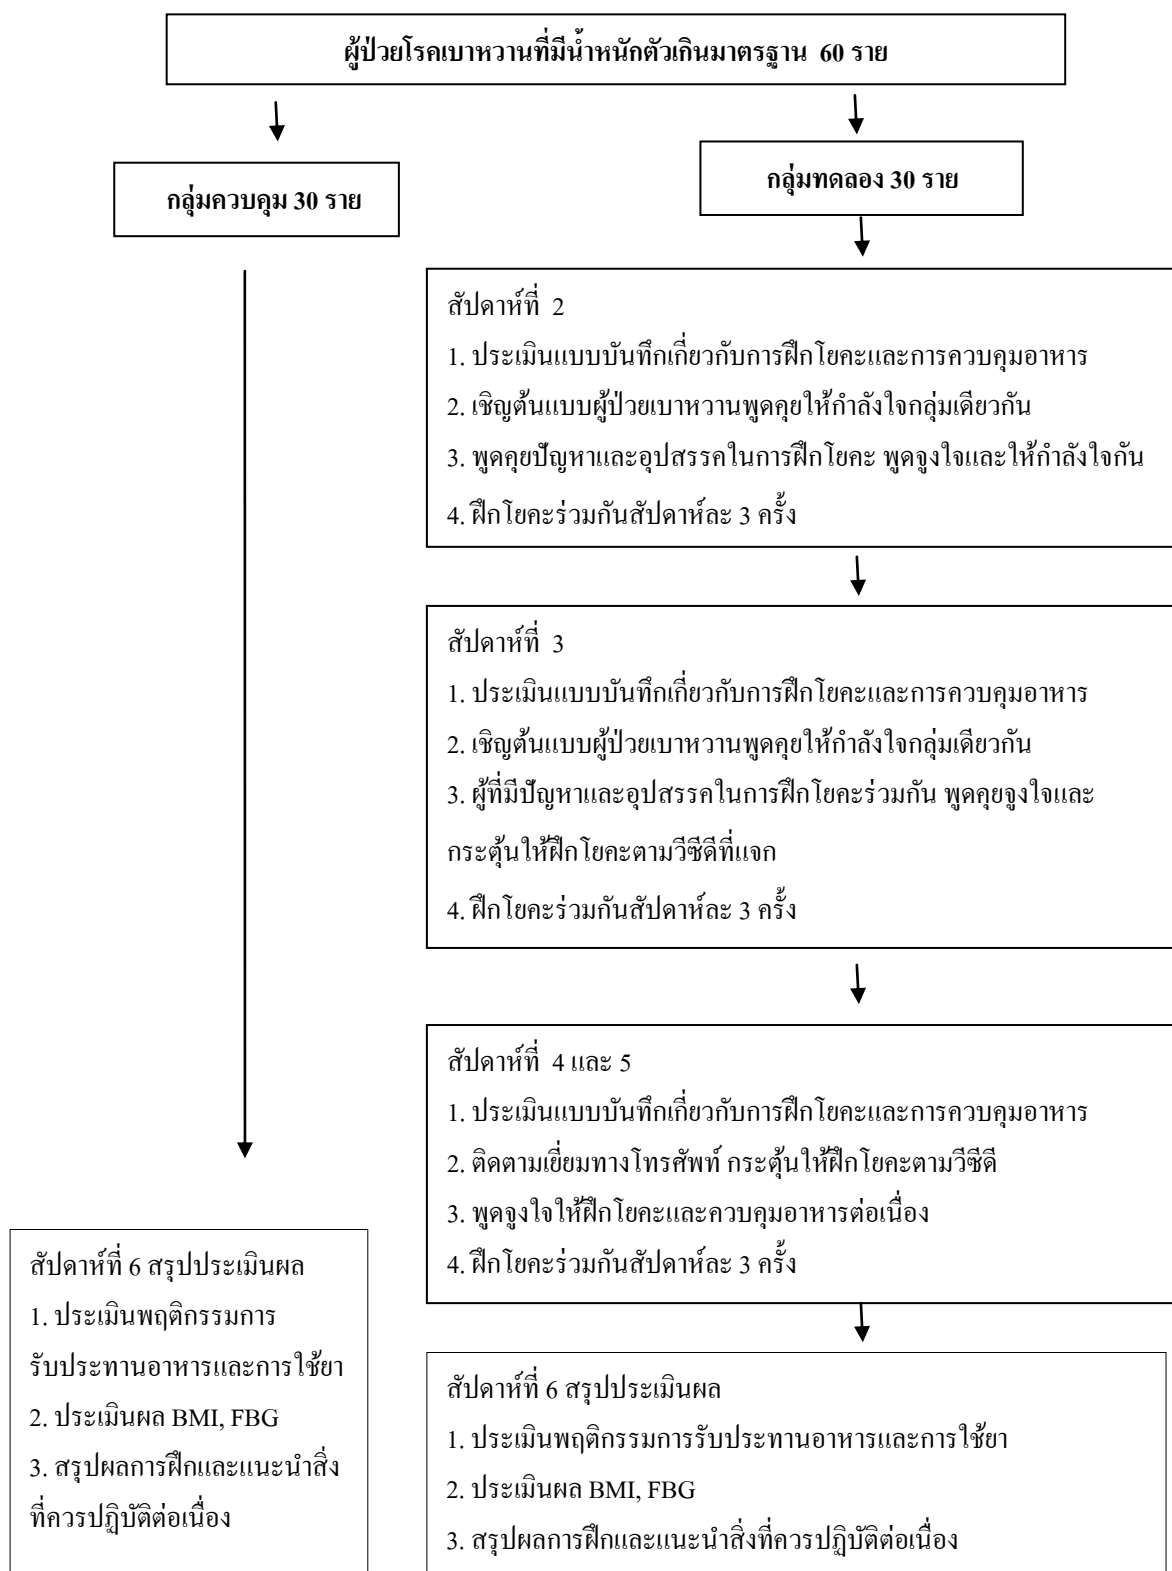 ผู้ป่วยโรคเบาหวานที่มีน้ำหนักตัวเกินมาตรฐาน 60 ราย
กลุ่มควบคุม 30 ราย
กลุ่มทดลอง 30 ราย
สัปดาห์ที่ 2
1. ประเมินแบบบันทึกเกี่ยวกับการฝึกโยคะและการควบคุมอาหาร
2. เชิญต้นแบบผู้ป่วยเบาหวานพูดคุยให้กำลังใจกลุ่มเดียวกัน
3. พูดคุยปัญหาและอุปสรรคในการฝึกโยคะ พูดจูงใจและให้กำลังใจกัน
4. ฝึกโยคะร่วมกันสัปดาห์ละ 3 ครั้ง
สัปดาห์ที่ 3
1. ประเมินแบบบันทึกเกี่ยวกับการฝึกโยคะและการควบคุมอาหาร
2. เชิญต้นแบบผู้ป่วยเบาหวานพูดคุยให้กำลังใจกลุ่มเดียวกัน
3. ผู้ที่มีปัญหาและอุปสรรคในการฝึกโยคะร่วมกัน พูดคุยจูงใจและ
กระตุ้นให้ฝึกโยคะตามวีซีดีที่แจก
4. ฝึกโยคะร่วมกันสัปดาห์ละ 3 ครั้ง
สัปดาห์ที่ 4 และ 5
1. ประเมินแบบบันทึกเกี่ยวกับการฝึกโยคะและการควบคุมอาหาร
2. ติดตามเยี่ยมทางโทรศัพท์ กระตุ้นให้ฝึกโยคะตามวีซีดี
3. พูดจูงใจให้ฝึกโยคะและควบคุมอาหารต่อเนื่อง
4. ฝึกโยคะร่วมกันสัปดาห์ละ 3 ครั้ง
สัปดาห์ที่ 6 สรุปประเมินผล
1. ประเมินพฤติกรรมการ
รับประทานอาหารและการใช้ยา
2. ประเมินผล BMI, FBG
3. สรุปผลการฝึกและแนะนำสิ่ง
ที่ควรปฏิบัติต่อเนื่อง
สัปดาห์ที่ 6 สรุปประเมินผล
1. ประเมินพฤติกรรมการรับประทานอาหารและการใช้ยา
2. ประเมินผล BMI, FBG
3. สรุปผลการฝึกและแนะนำสิ่งที่ควรปฏิบัติต่อเนื่อง